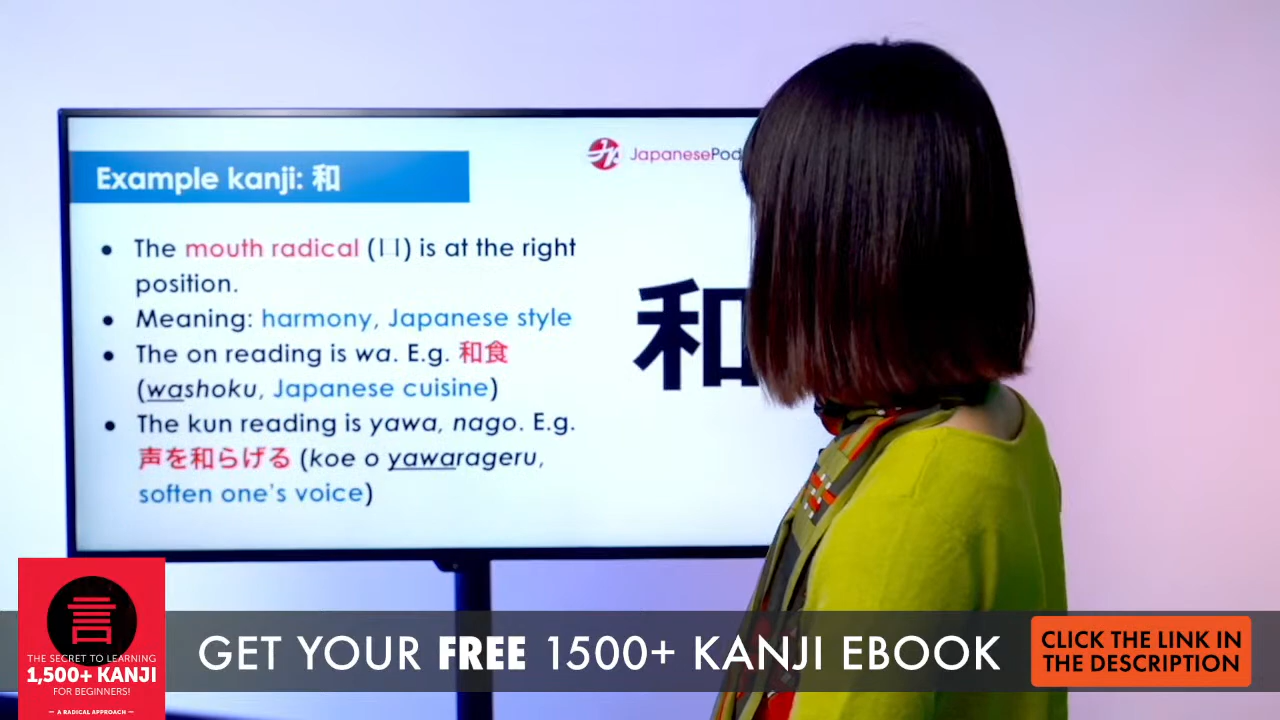 JapanesePod
Example kanji: 和
• The mouth radical (口) is at the right
position.
• Meaning: harmony, Japanese style
• The on reading is wa. E.g. 和食
(washoku, Japanese cuisine)
• The kun reading is yawa, nago. E.g.
声を和らげる (koe o yawarageru,
soften one's voice)
和
言
THE SECRET TO LEARNING
1,500+ KANJI
FOR BEGINNERS!
— A RADICAL APPROACH —
GET YOUR FREE 1500+ KANJI EBOOK
CLICK THE LINK IN
THE DESCRIPTION